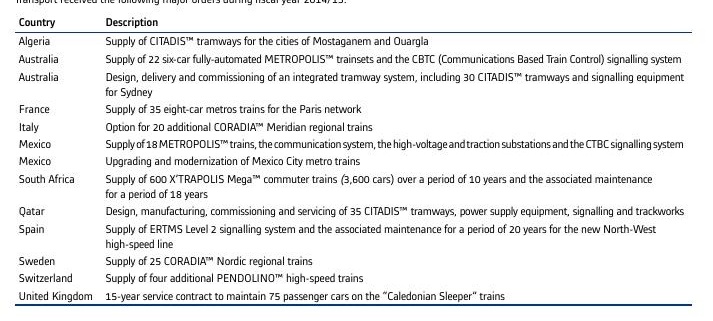 Transport received the following major orders during fiscal year 2014/15:
Country Description
Algeria Supply of CITADIS™ tramways for the cities of Mostaganem and Ouargla
Australia Supply of 22 six-car fully-automated METROPOLIS™ trainsets and the CBTC (Communications Based Train Control) signalling system
Australia Design, delivery and commissioning of an integrated tramway system, including 30 CITADIS™ tramways and signalling equipment
for Sydney
France Supply of 35 eight-car metros trains for the Paris network
Italy Option for 20 additional CORADIA™ Meridian regional trains
Mexico Supply of 18 METROPOLIS™ trains, the communication system, the high-voltage and traction substations and the CTBC signalling system
Mexico Upgrading and modernization of Mexico City metro trains
South Africa Supply of 600 X'TRAPOLIS Mega™ commuter trains (3,600 cars) over a period of 10 years and the associated maintenance
for a period of 18 years
Qatar Design, manufacturing, commissioning and servicing of 35 CITADIS™ tramways, power supply equipment, signalling and trackworks
Spain Supply of ERTMS Level 2 signalling system and the associated maintenance for a period of 20 years for the new North-West
high-speed line
Sweden Supply of 25 CORADIA™ Nordic regional trains
Switzerland Supply of four additional PENDOLINO™ high-speed trains
United Kingdom 15-year service contract to maintain 75 passenger cars on the "Caledonian Sleeper" trains